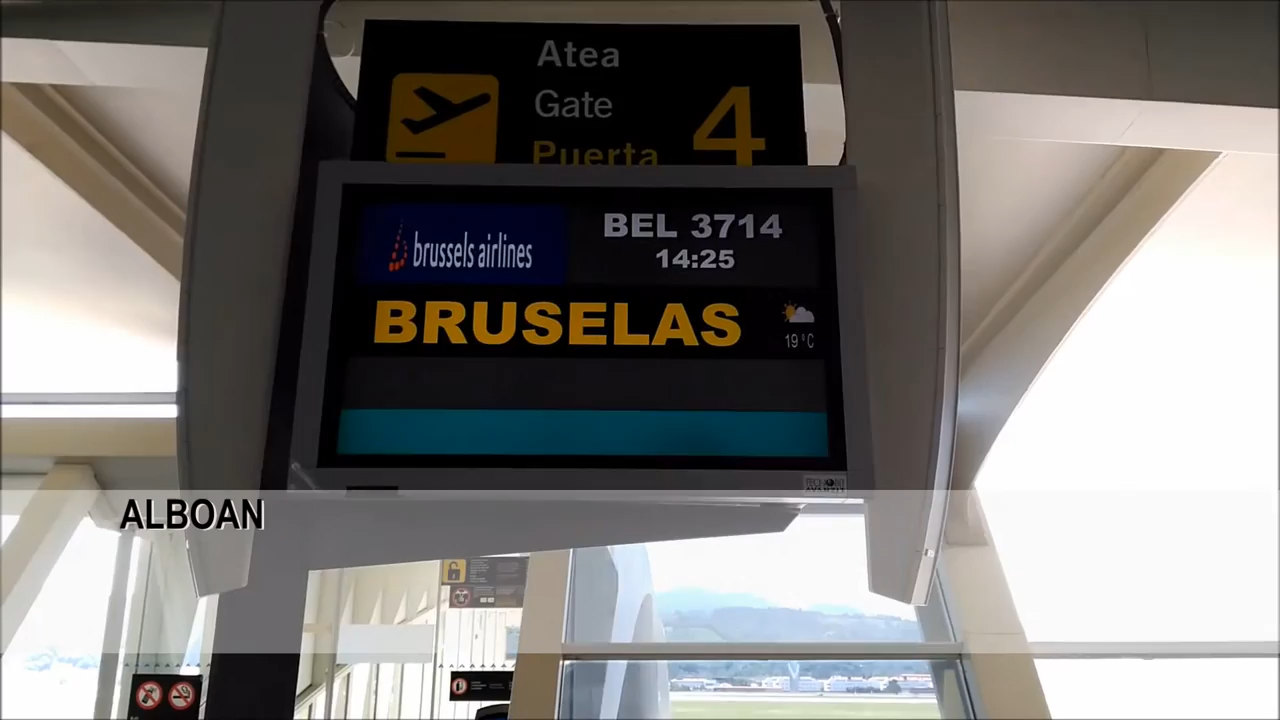 Atea
Gate
Puerta
4
brussels airlines
BEL 3714
14:25
BRUSELAS
19°C
ALBOAN